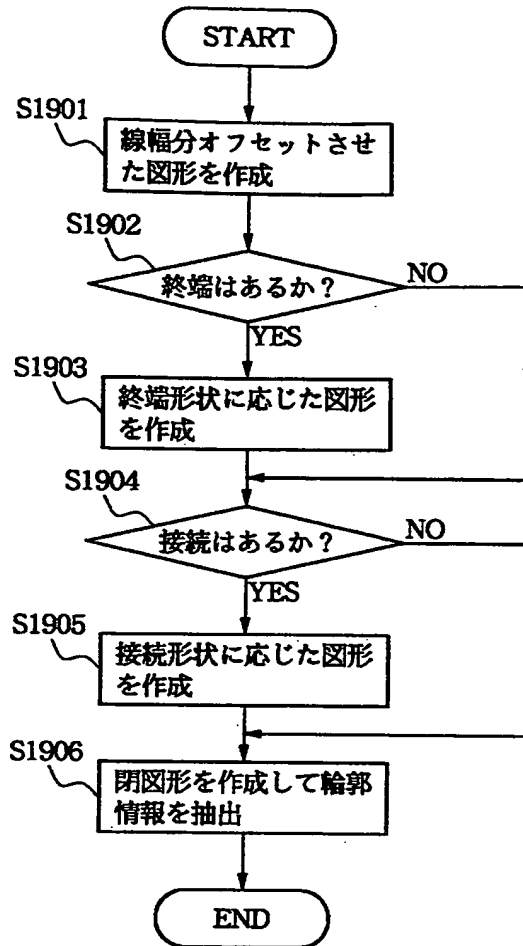 START
S1901
線幅分オフセットさせ
た図形を作成
S1902
終端はあるか?
NO
YES
S1903
終端形状に応じた図形
を作成
S1904
接続はあるか?
NO
YES
S1905
接続形状に応じた図形
を作成
S1906
閉図形を作成して輪郭
情報を抽出
END